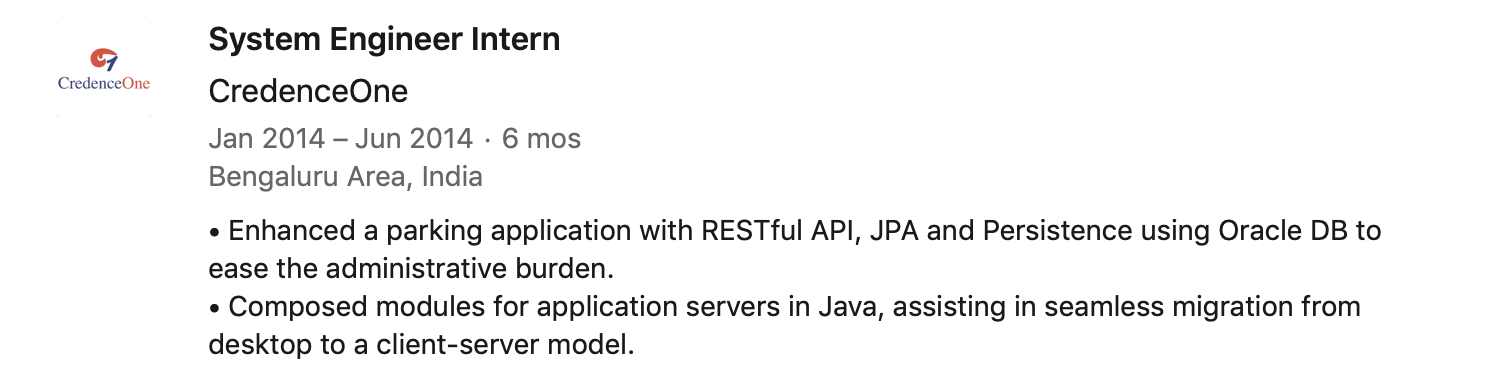 CredenceOne
System Engineer Intern
CredenceOne
Jan 2014 – Jun 2014 · 6 mos
Bengaluru Area, India
• Enhanced a parking application with RESTful API, JPA and Persistence using Oracle DB to
ease the administrative burden.
• Composed modules for application servers in Java, assisting in seamless migration from
desktop to a client-server model.